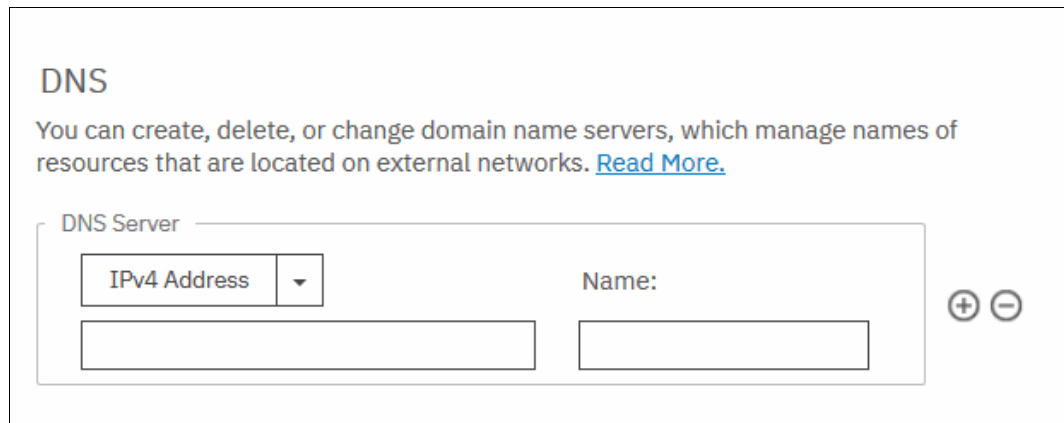 DNS
You can create, delete, or change domain name servers, which manage names of
resources that are located on external networks. Read More.
DNS Server
IPv4 Address
Name: